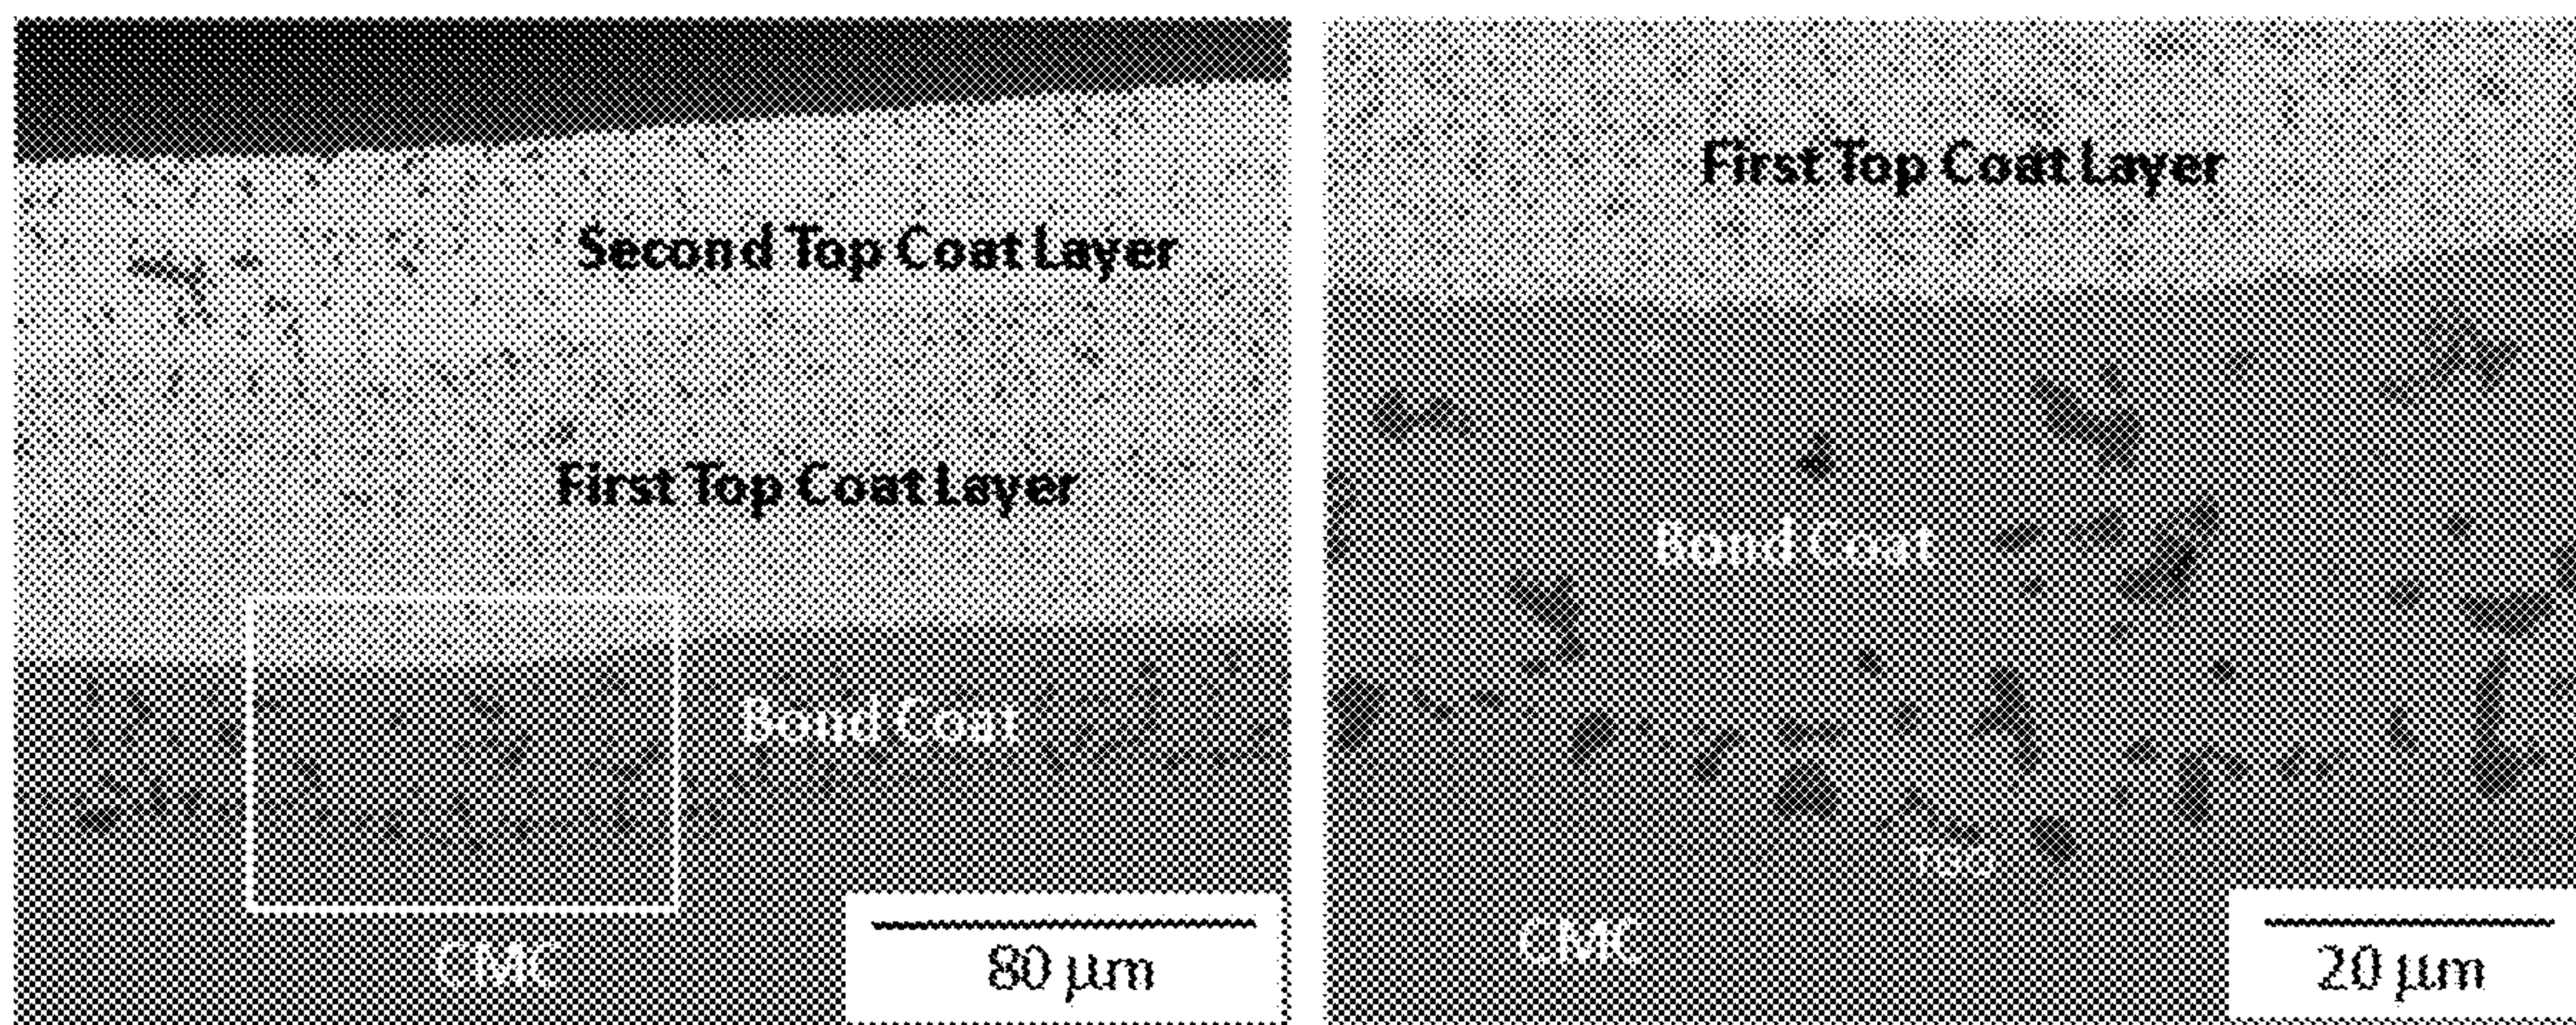 Second Top Coat Layer
First Top Coat Layer
Bond Coat
CMC
80 µm
First Top Coat Layer
Bond Coat
TGO
CMC
20 µm